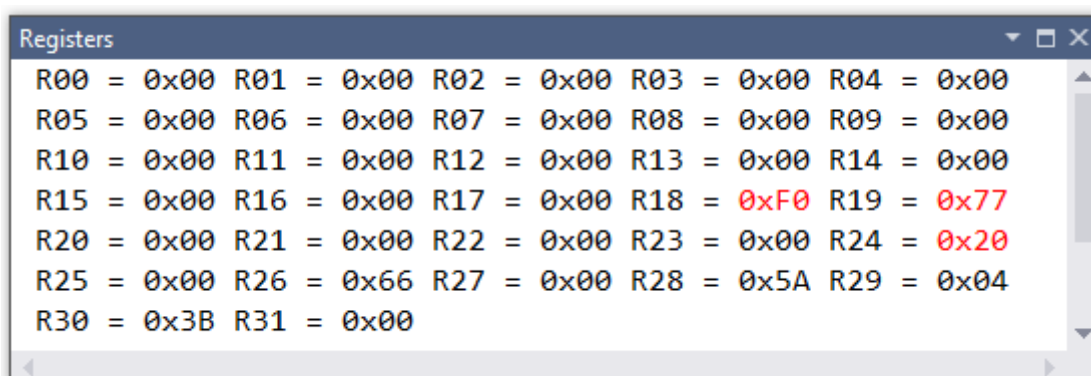 Registers
R00 = 0x00 R01 = 0x00 R02 = 0x00 R03 = 0x00 R04 = 0x00
R05 = 0x00 R06 = 0x00 R07 = 0x00 R08 = 0x00 R09 = 0x00
R10 = 0x00 R11 = 0x00 R12 = 0x00 R13 = 0x00 R14 = 0x00
R15 = 0x00 R16 = 0x00 R17 = 0x00 R18 = 0xF0 R19 = 0x77
R20 = 0x00 R21 = 0x00 R22 = 0x00 R23 = 0x00 R24 = 0x20
R25 = 0x00 R26 = 0x66 R27 = 0x00 R28 = 0x5A R29 = 0x04
R30 = 0x3B R31 = 0x00